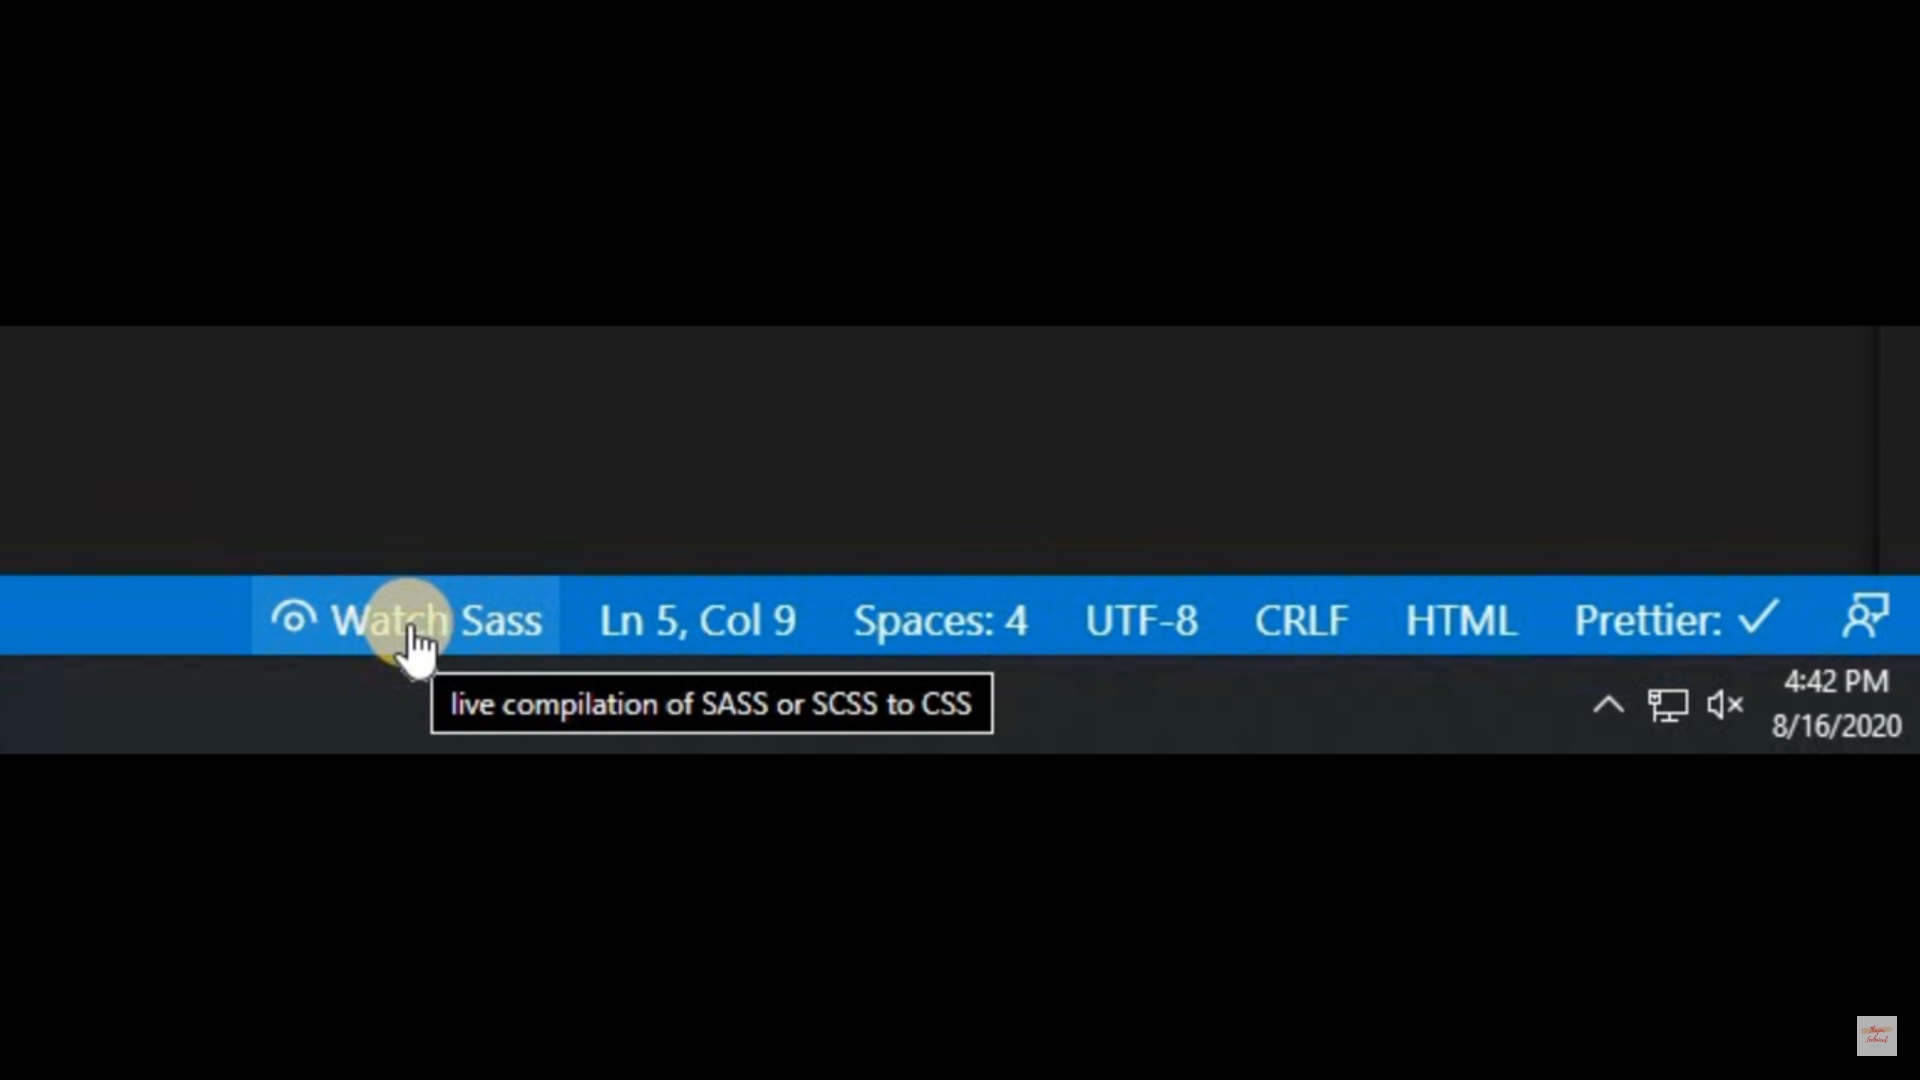 Watch Sass Ln 5, Col 9 Spaces: 4 UTF-8 CRLF HTML Prettier: ✓
live compilation of SASS or SCSS to CSS
4:42 PM
8/16/2020